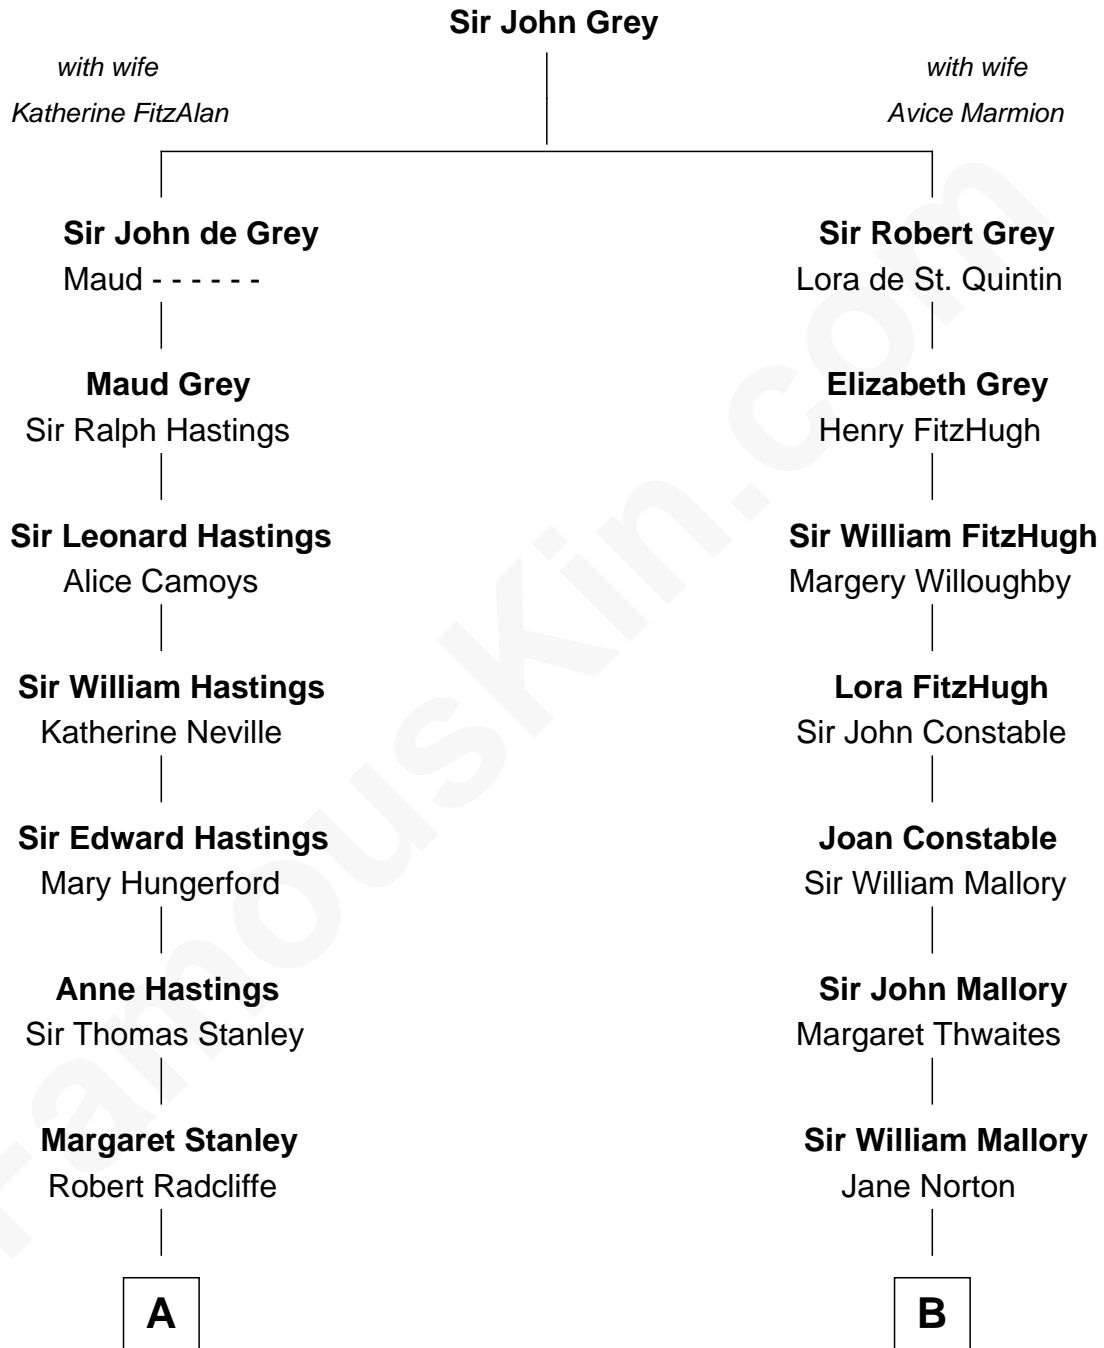 Sir John Grey
with wife
Katherine FitzAlan
with wife
Avice Marmion
Sir John de Grey
Maud - - - - - -
Sir Robert Grey
Lora de St. Quintin
Maud Grey
Sir Ralph Hastings
Elizabeth Grey
Henry FitzHugh
Sir Leonard Hastings
Alice Camoys
Sir William FitzHugh
Margery Willoughby
Sir William Hastings
Katherine Neville
Lora FitzHugh
Sir John Constable
Sir Edward Hastings
Mary Hungerford
Joan Constable
Sir William Mallory
Anne Hastings
Sir Thomas Stanley
Sir John Mallory
Margaret Thwaites
Margaret Stanley
Robert Radcliffe
Sir William Mallory
Jane Norton
A
B
FamousKin.com